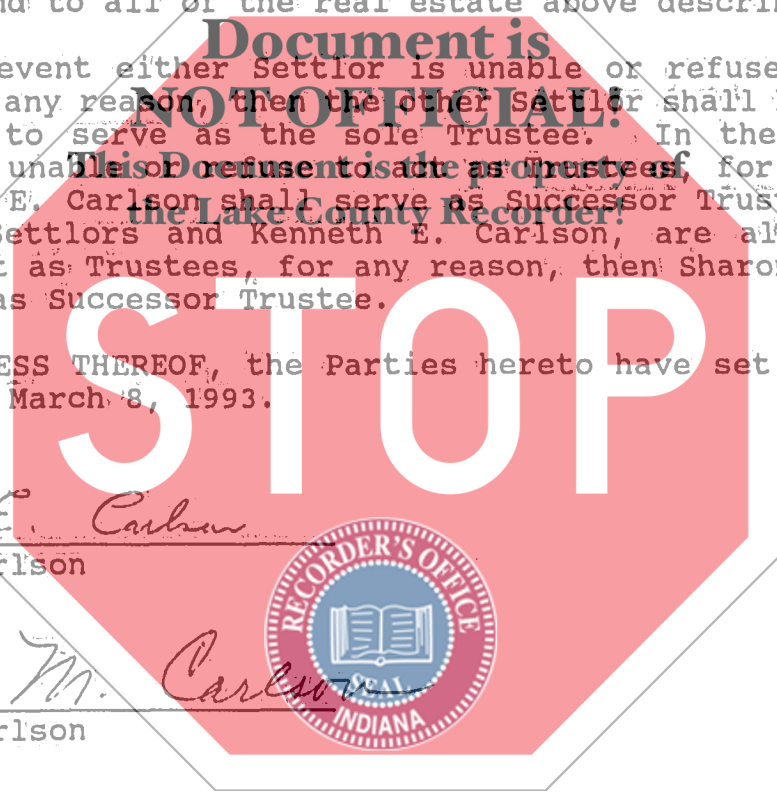 nd to all of the real estate above describ
Document is
event either Settlor is unable or refuse
NOT OFFICIAL!
any reason, then the other Settlor shall
to serve as the sole Trustee. In the
This Document is the property of
unable or refuse to act as Trustees, for
the Lake County Recorder!
E. Carlson shall serve as Successor Trus
Settlors and Kenneth E. Carlson, are al
t as Trustees, for any reason, then Sharon
as Successor Trustee.
STOP
ESS THEREOF, the Parties hereto have set
March 8, 1993.
E. Carlson
rlson
RECORDER'S OFFICE
M. Carlson
SEAL
INDIANA
rlson